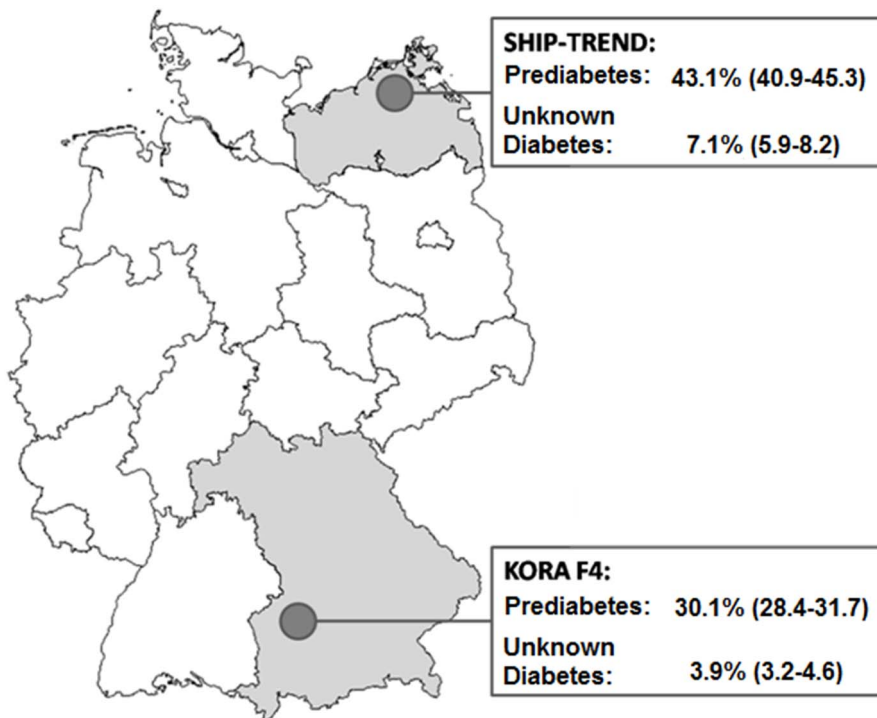 SHIP-TREND:
Prediabetes: 43.1% (40.9-45.3)
Unknown
Diabetes: 7.1% (5.9-8.2)
KORA F4:
Prediabetes: 30.1% (28.4-31.7)
Unknown
Diabetes: 3.9% (3.2-4.6)